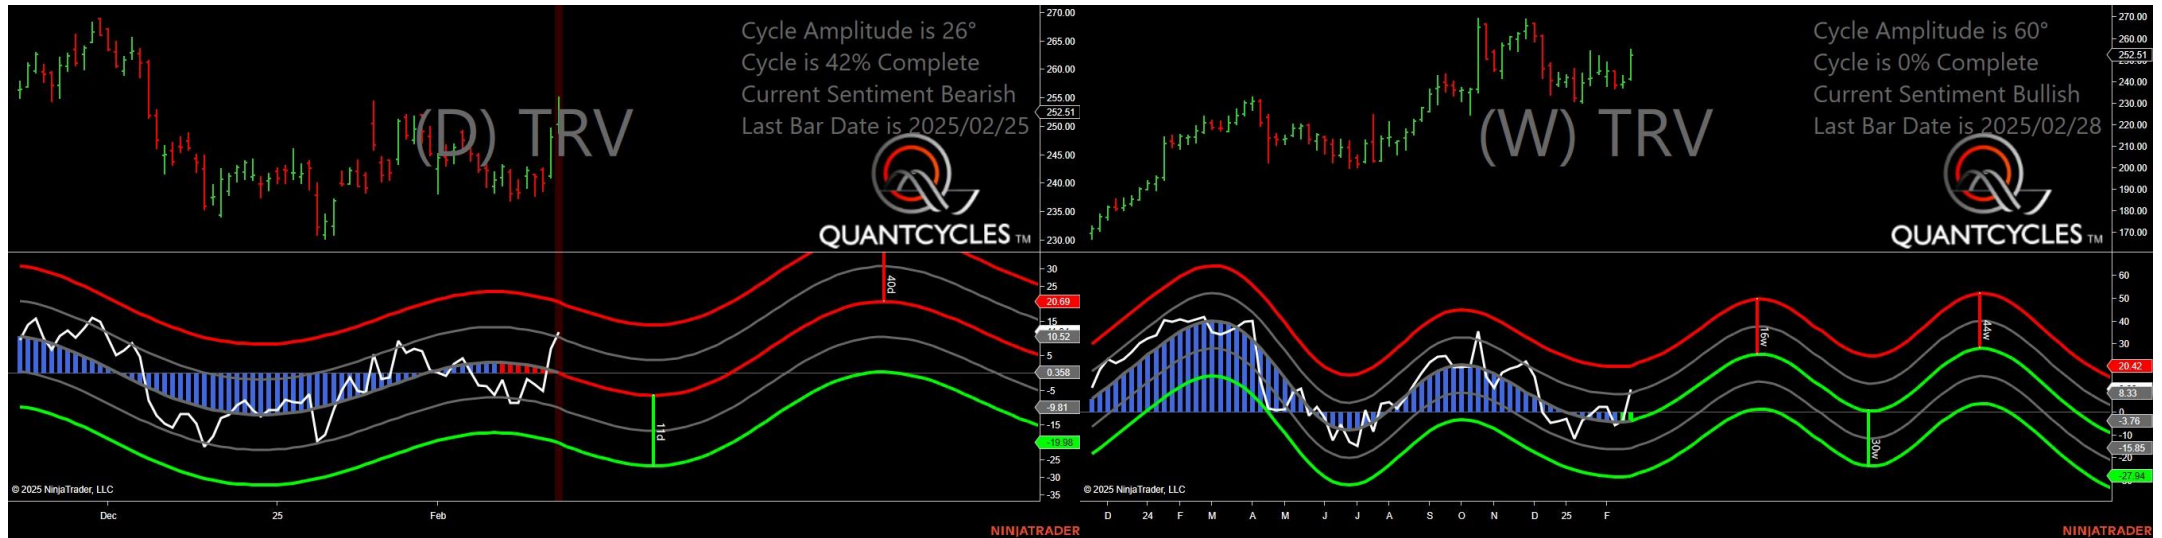 Cycle Amplitude is 26°
Cycle is 42% Complete
Current Sentiment Bearish
Last Bar Date is 2025/02/25
(D) TRV
QUANTCYCLES TM
270.00
265.00
260.00
255.00
252.51
250.00
245.00
240.00
235.00
230.00
30
25
20.69
15
10.52
5
0.358
-5
-9.81
-15
-19.98
-25
-30
-35
40d
11d
© 2025 NinjaTrader, LLC
Dec
25
Feb
NINJATRADER
Cycle Amplitude is 60°
Cycle is 0% Complete
Current Sentiment Bullish
Last Bar Date is 2025/02/28
(W) TRV
QUANTCYCLES TM
270.00
260.00
252.51
240.00
230.00
220.00
210.00
200.00
190.00
180.00
170.00
60
50
40
30
20.42
8.33
0
-3.76
-10
-15.85
-20
-27.94
16w
44w
30w
© 2025 NinjaTrader, LLC
D
24
F
M
A
M
J
J
A
S
O
N
D
25
F
NINJATRADER